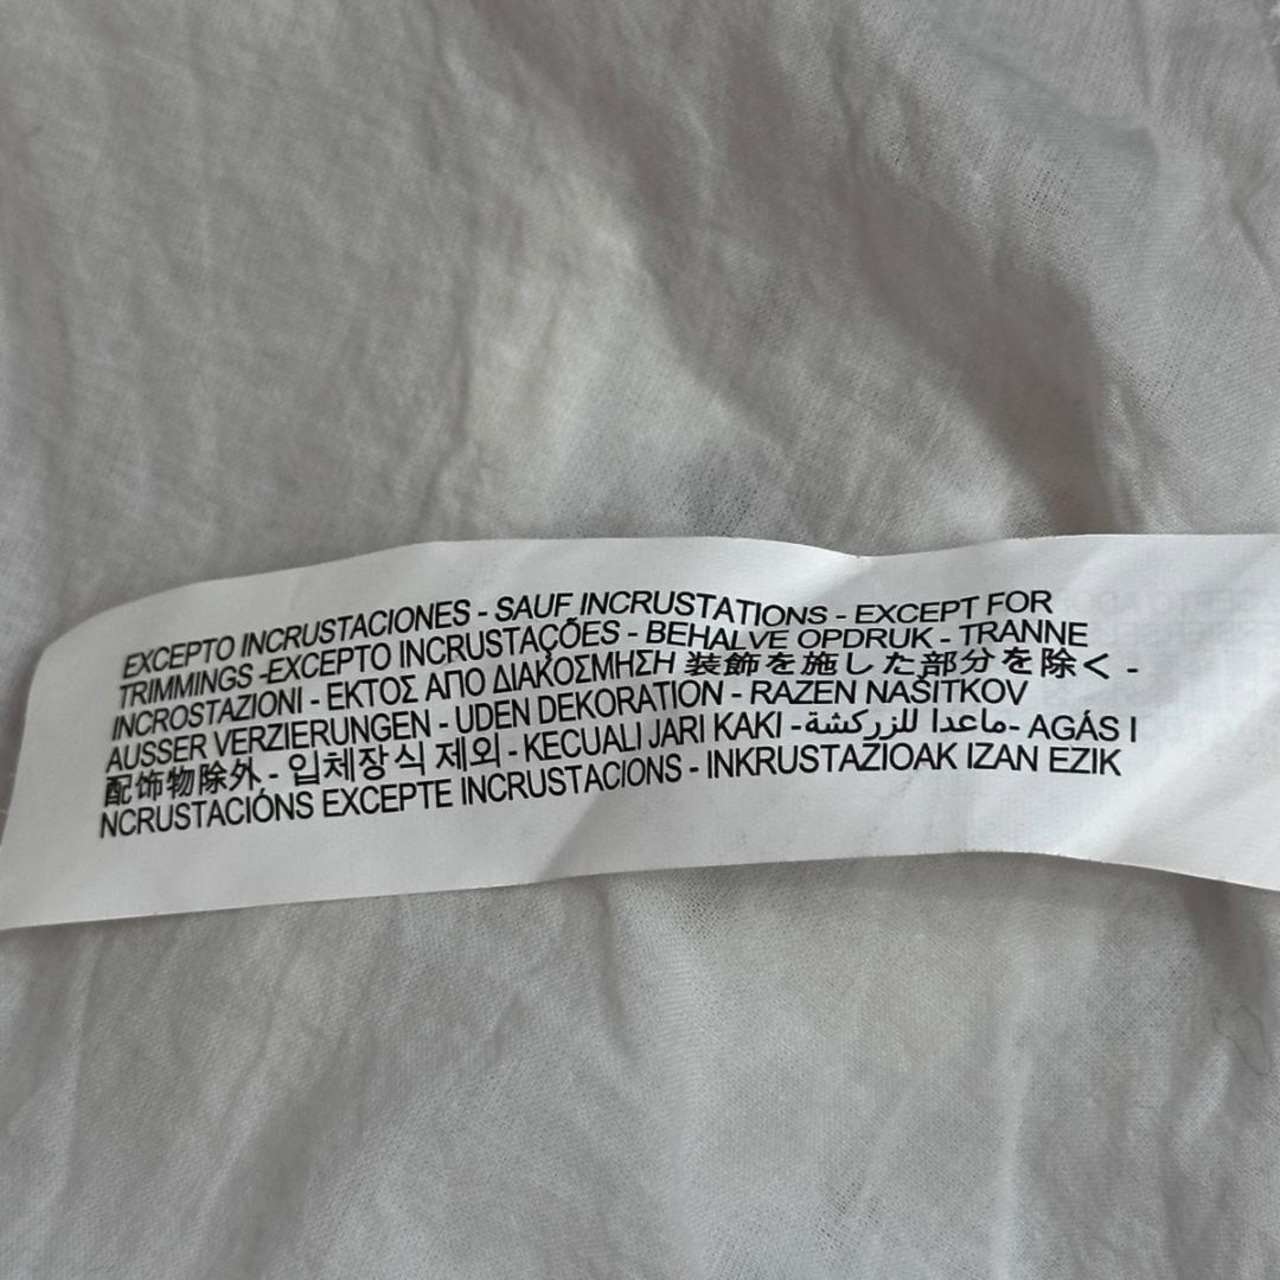 EXCEPTO INCRUSTACIONES - SAUF INCRUSTATIONS - EXCEPT FOR
TRIMMINGS -EXCEPTO INCRUSTAÇÕES - BEHALVE OPDRUK - TRANNE
INCROSTAZIONI - ΕΚΤΟΣ ΑΠΟ ΔΙΑΚΟΣΜΗΣΗ 装飾を施した部分を除く -
AUSSER VERZIERUNGEN - UDEN DEKORATION - RAZEN NAŠITKOV
配饰物除外 - 입체장식 제외 - KECUALI JARI KAKI - ماعدا للزركشة - AGÁS I
NCRUSTACIÓNS EXCEPTE INCRUSTACIONS - INKRUSTAZIOAK IZAN EZIK